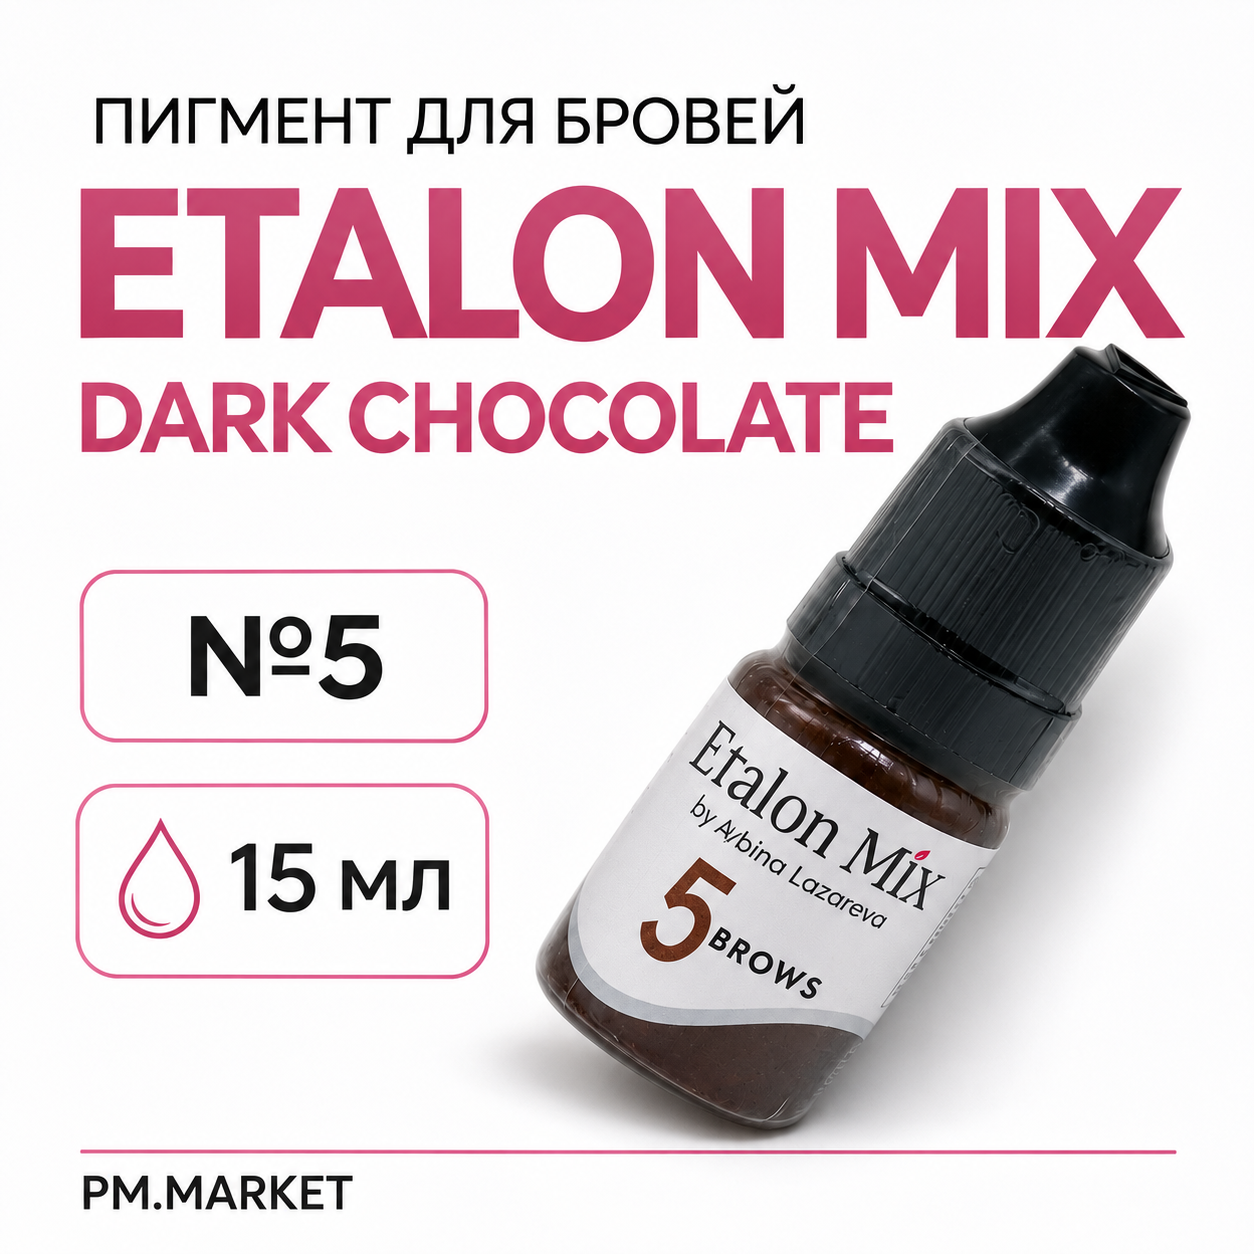 ПИГМЕНТ ДЛЯ БРОВЕЙ
ETALON MIX
DARK CHOCOLATE
№5
15 мл
Etalon Mix
by Aybina Lazareva
5 BROWS
PM.MARKET